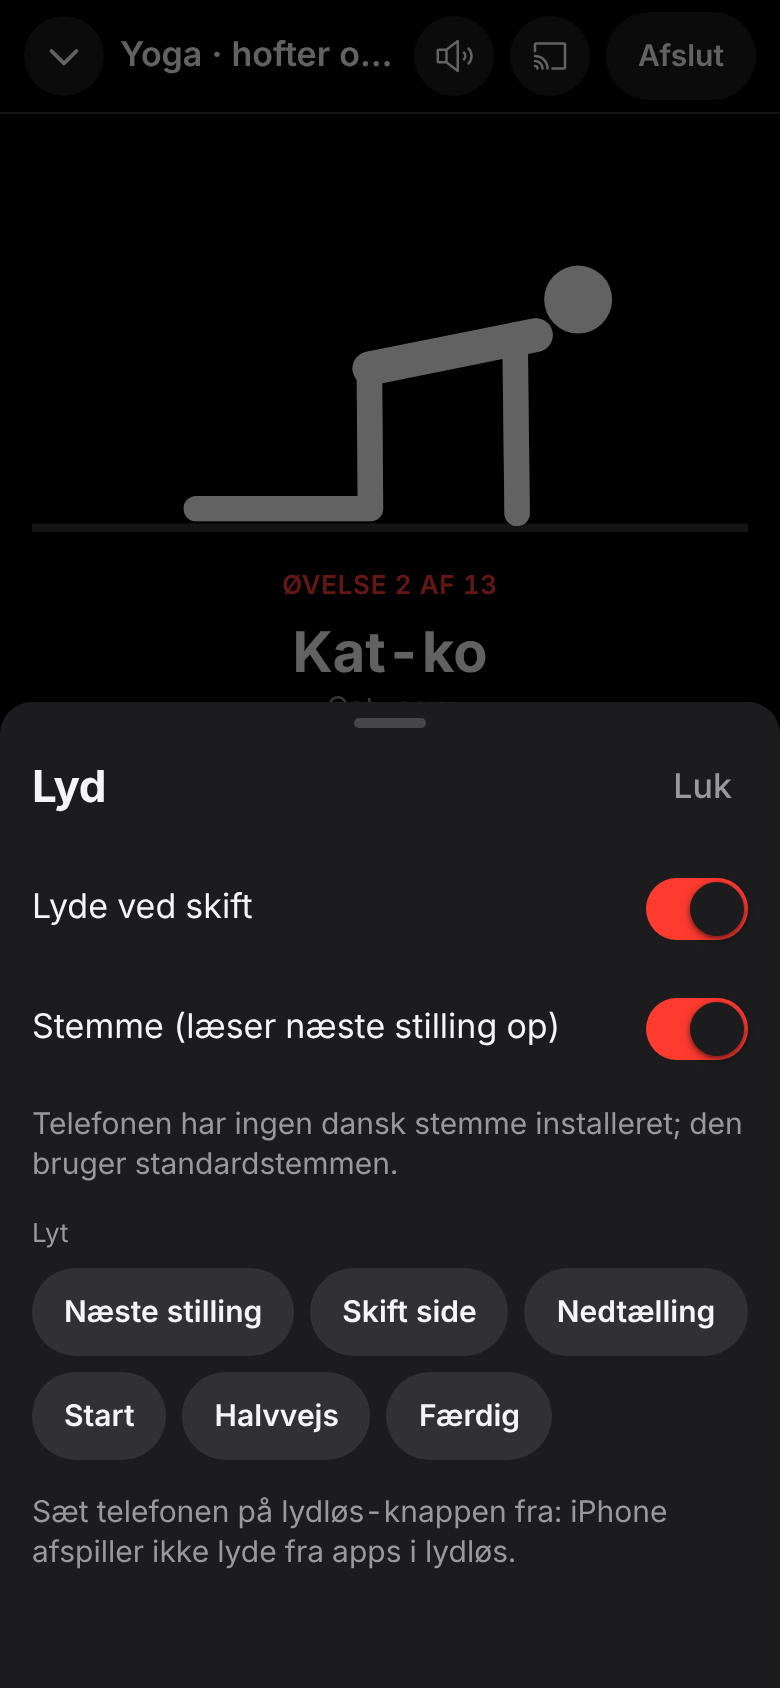 Yoga · hofter o...
Afslut
ØVELSE 2 AF 13
Kat-ko
Lyd
Luk
Lyde ved skift
Stemme (læser næste stilling op)
Telefonen har ingen dansk stemme installeret; den
bruger standardstemmen.
Lyt
Næste stilling
Skift side
Nedtælling
Start
Halvvejs
Færdig
Sæt telefonen på lydløs-knappen fra: iPhone
afspiller ikke lyde fra apps i lydløs.